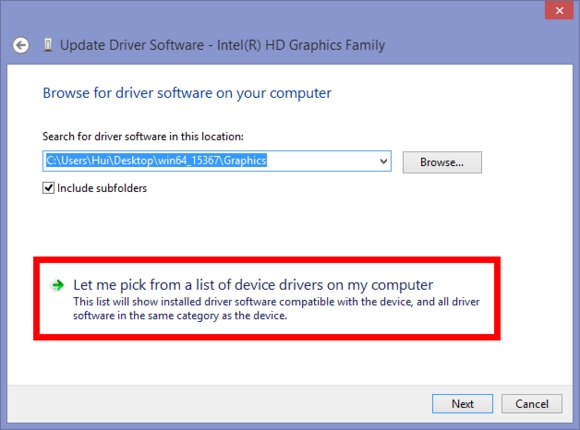 Update Driver Software - Intel(R) HD Graphics Family
Browse for driver software on your computer
Search for driver software in this location:
C:\Users\Hui\Desktop\win64_15367\Graphics
Browse...
Include subfolders
Let me pick from a list of device drivers on my computer
This list will show installed driver software compatible with the device, and all driver
software in the same category as the device.
Next
Cancel